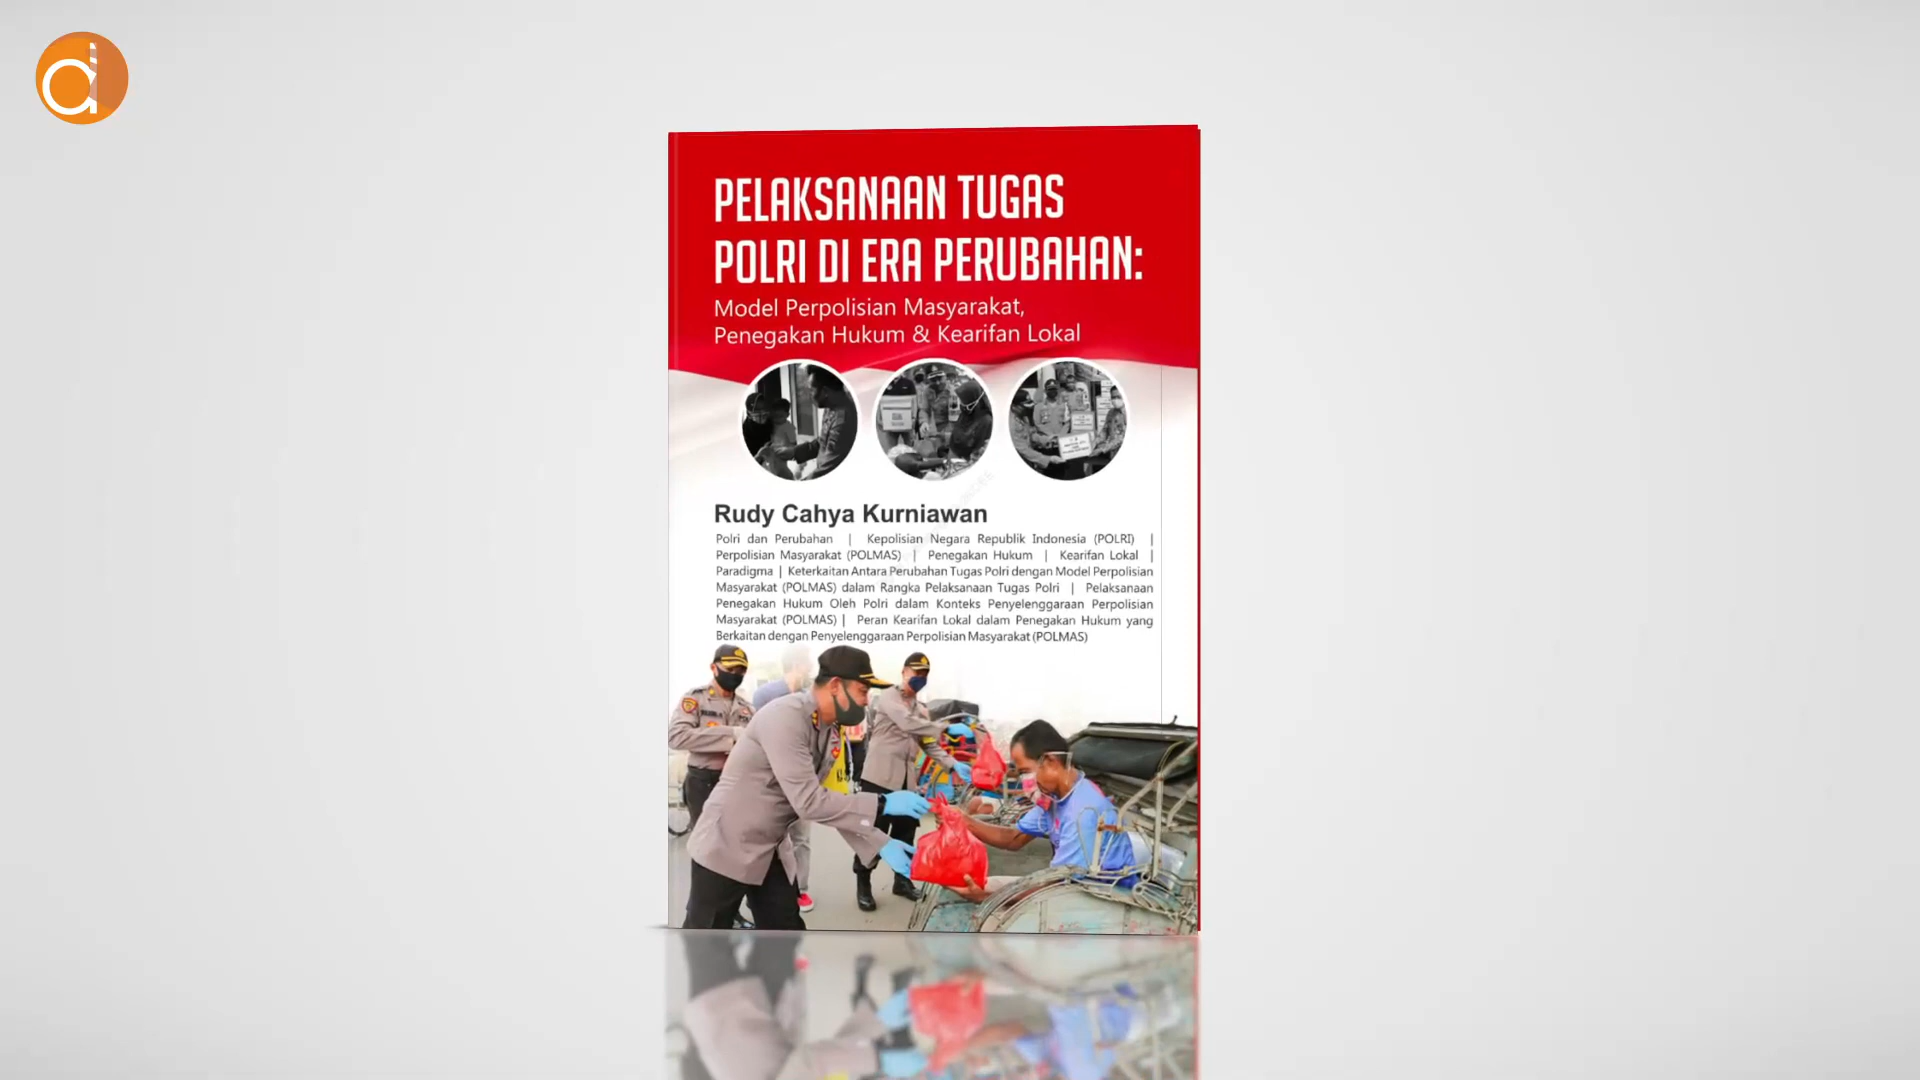 PELAKSANAAN TUGAS
POLRI DI ERA PERUBAHAN:
Model Perpolisian Masyarakat,
Penegakan Hukum & Kearifan Lokal
Rudy Cahya Kurniawan
Polri dan Perubahan | Kepolisian Negara Republik Indonesia (POLRI) |
Perpolisian Masyarakat (POLMAS) | Penegakan Hukum | Kearifan Lokal |
Paradigma | Keterkaitan Antara Perubahan Tugas Polri dengan Model Perpolisian
Masyarakat (POLMAS) dalam Rangka Pelaksanaan Tugas Polri | Pelaksanaan
Penegakan Hukum Oleh Polri dalam Konteks Penyelenggaraan Perpolisian
Masyarakat (POLMAS) | Peran Kearifan Lokal dalam Penegakan Hukum yang
Berkaitan dengan Penyelenggaraan Perpolisian Masyarakat (POLMAS)